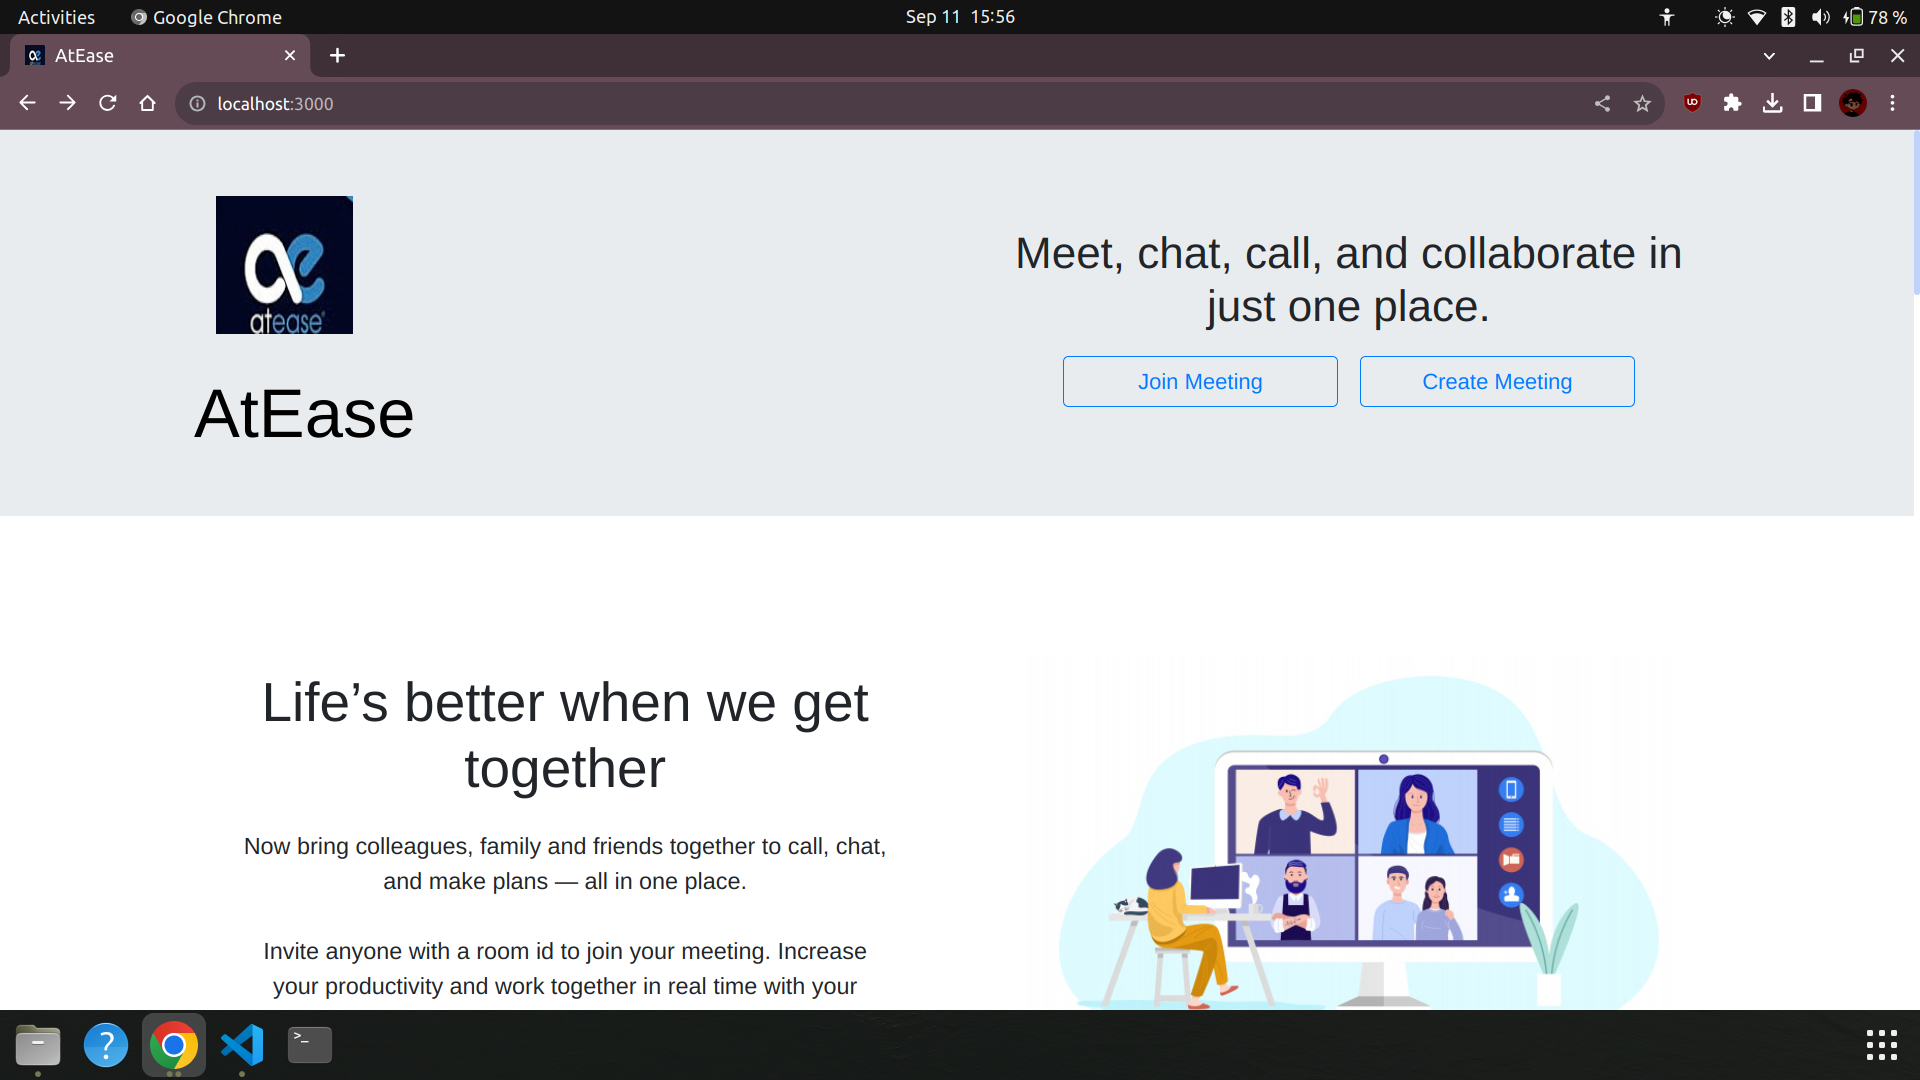 Activities
Google Chrome
Sep 11 15:56
78 %
AtEase
localhost:3000
ae
atease
AtEase
Meet, chat, call, and collaborate in
just one place.
Join Meeting
Create Meeting
Life’s better when we get
together
Now bring colleagues, family and friends together to call, chat,
and make plans — all in one place.
Invite anyone with a room id to join your meeting. Increase
your productivity and work together in real time with your